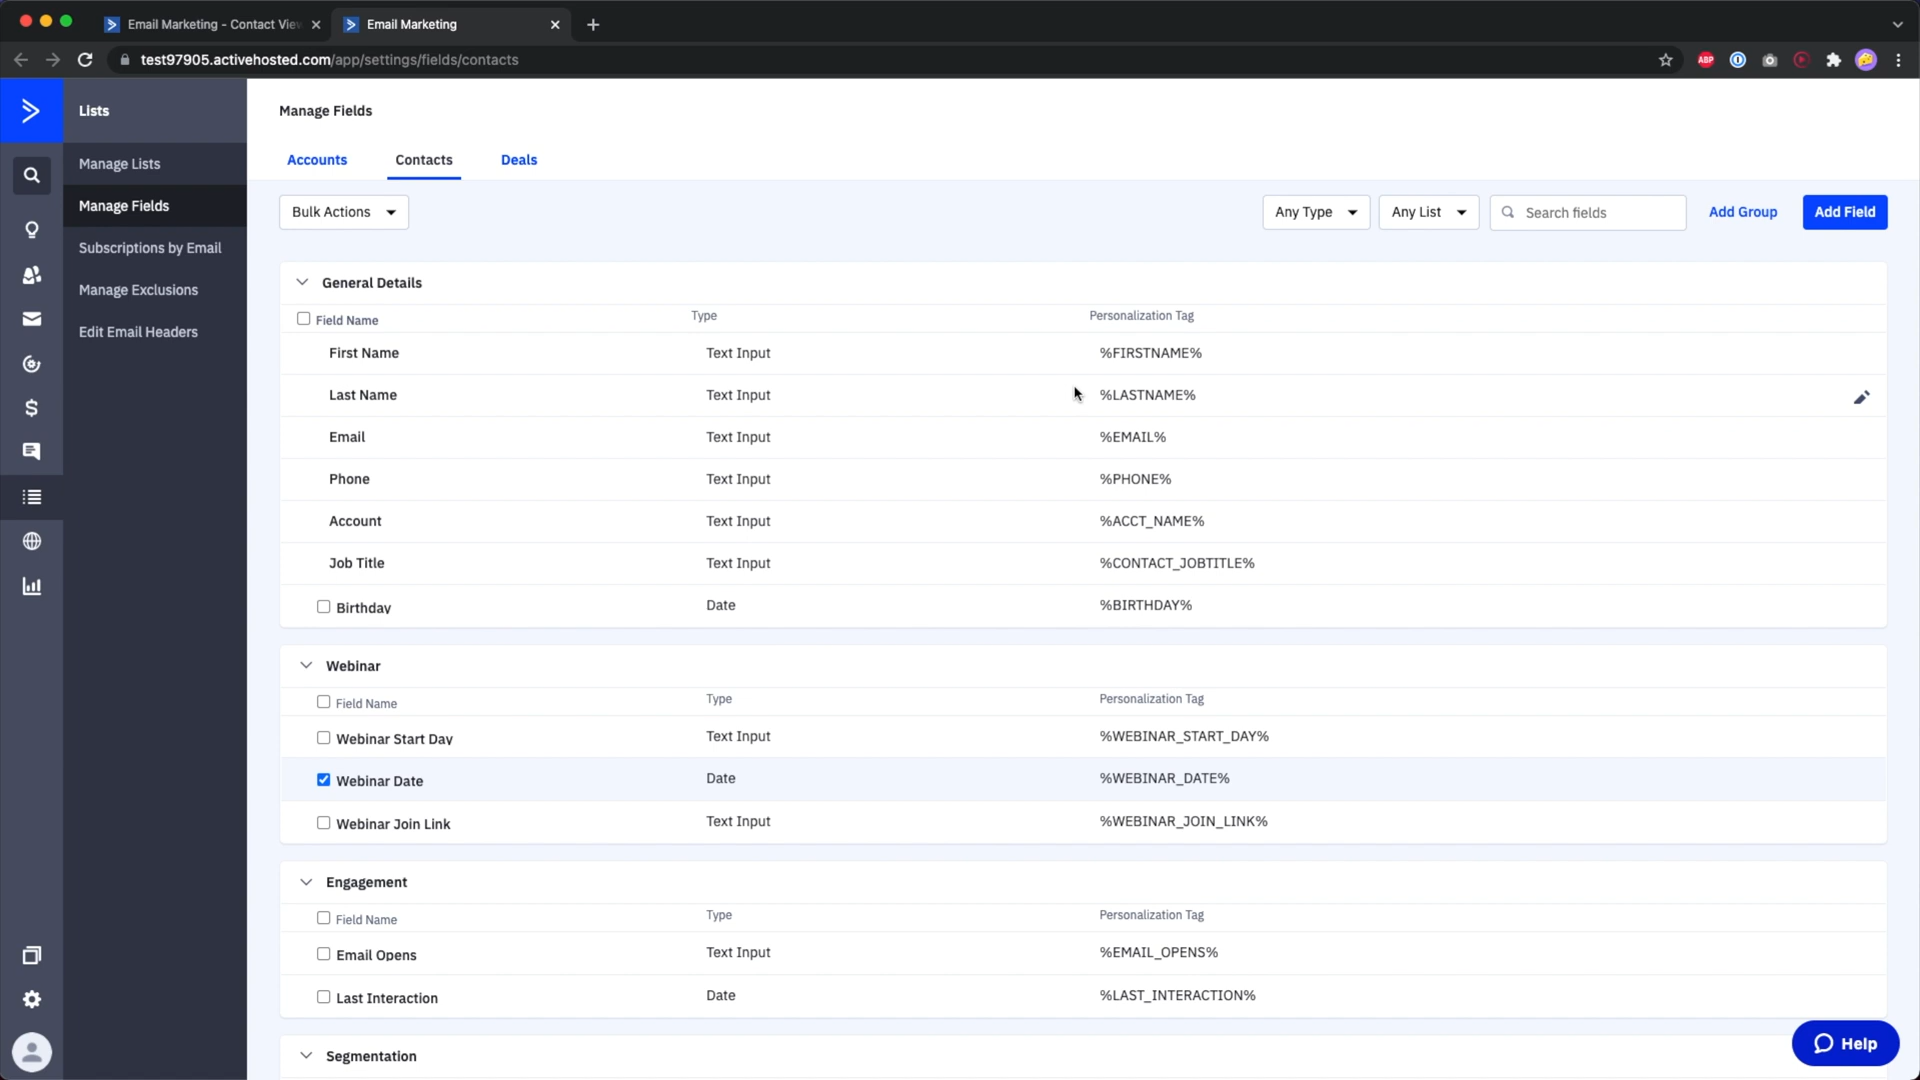 Email Marketing - Contact Vie
Email Marketing
test97905.activehosted.com/app/settings/fields/contacts
ABP
Lists
Manage Lists
Manage Fields
Subscriptions by Email
Manage Exclusions
Edit Email Headers
Manage Fields
Accounts Contacts Deals
Bulk Actions Any Type Any List Search fields Add Group Add Field
General Details
Field Name Type Personalization Tag
First Name Text Input %FIRSTNAME%
Last Name Text Input %LASTNAME%
Email Text Input %EMAIL%
Phone Text Input %PHONE%
Account Text Input %ACCT_NAME%
Job Title Text Input %CONTACT_JOBTITLE%
Birthday Date %BIRTHDAY%
Webinar
Field Name Type Personalization Tag
Webinar Start Day Text Input %WEBINAR_START_DAY%
Webinar Date Date %WEBINAR_DATE%
Webinar Join Link Text Input %WEBINAR_JOIN_LINK%
Engagement
Field Name Type Personalization Tag
Email Opens Text Input %EMAIL_OPENS%
Last Interaction Date %LAST_INTERACTION%
Segmentation
Help